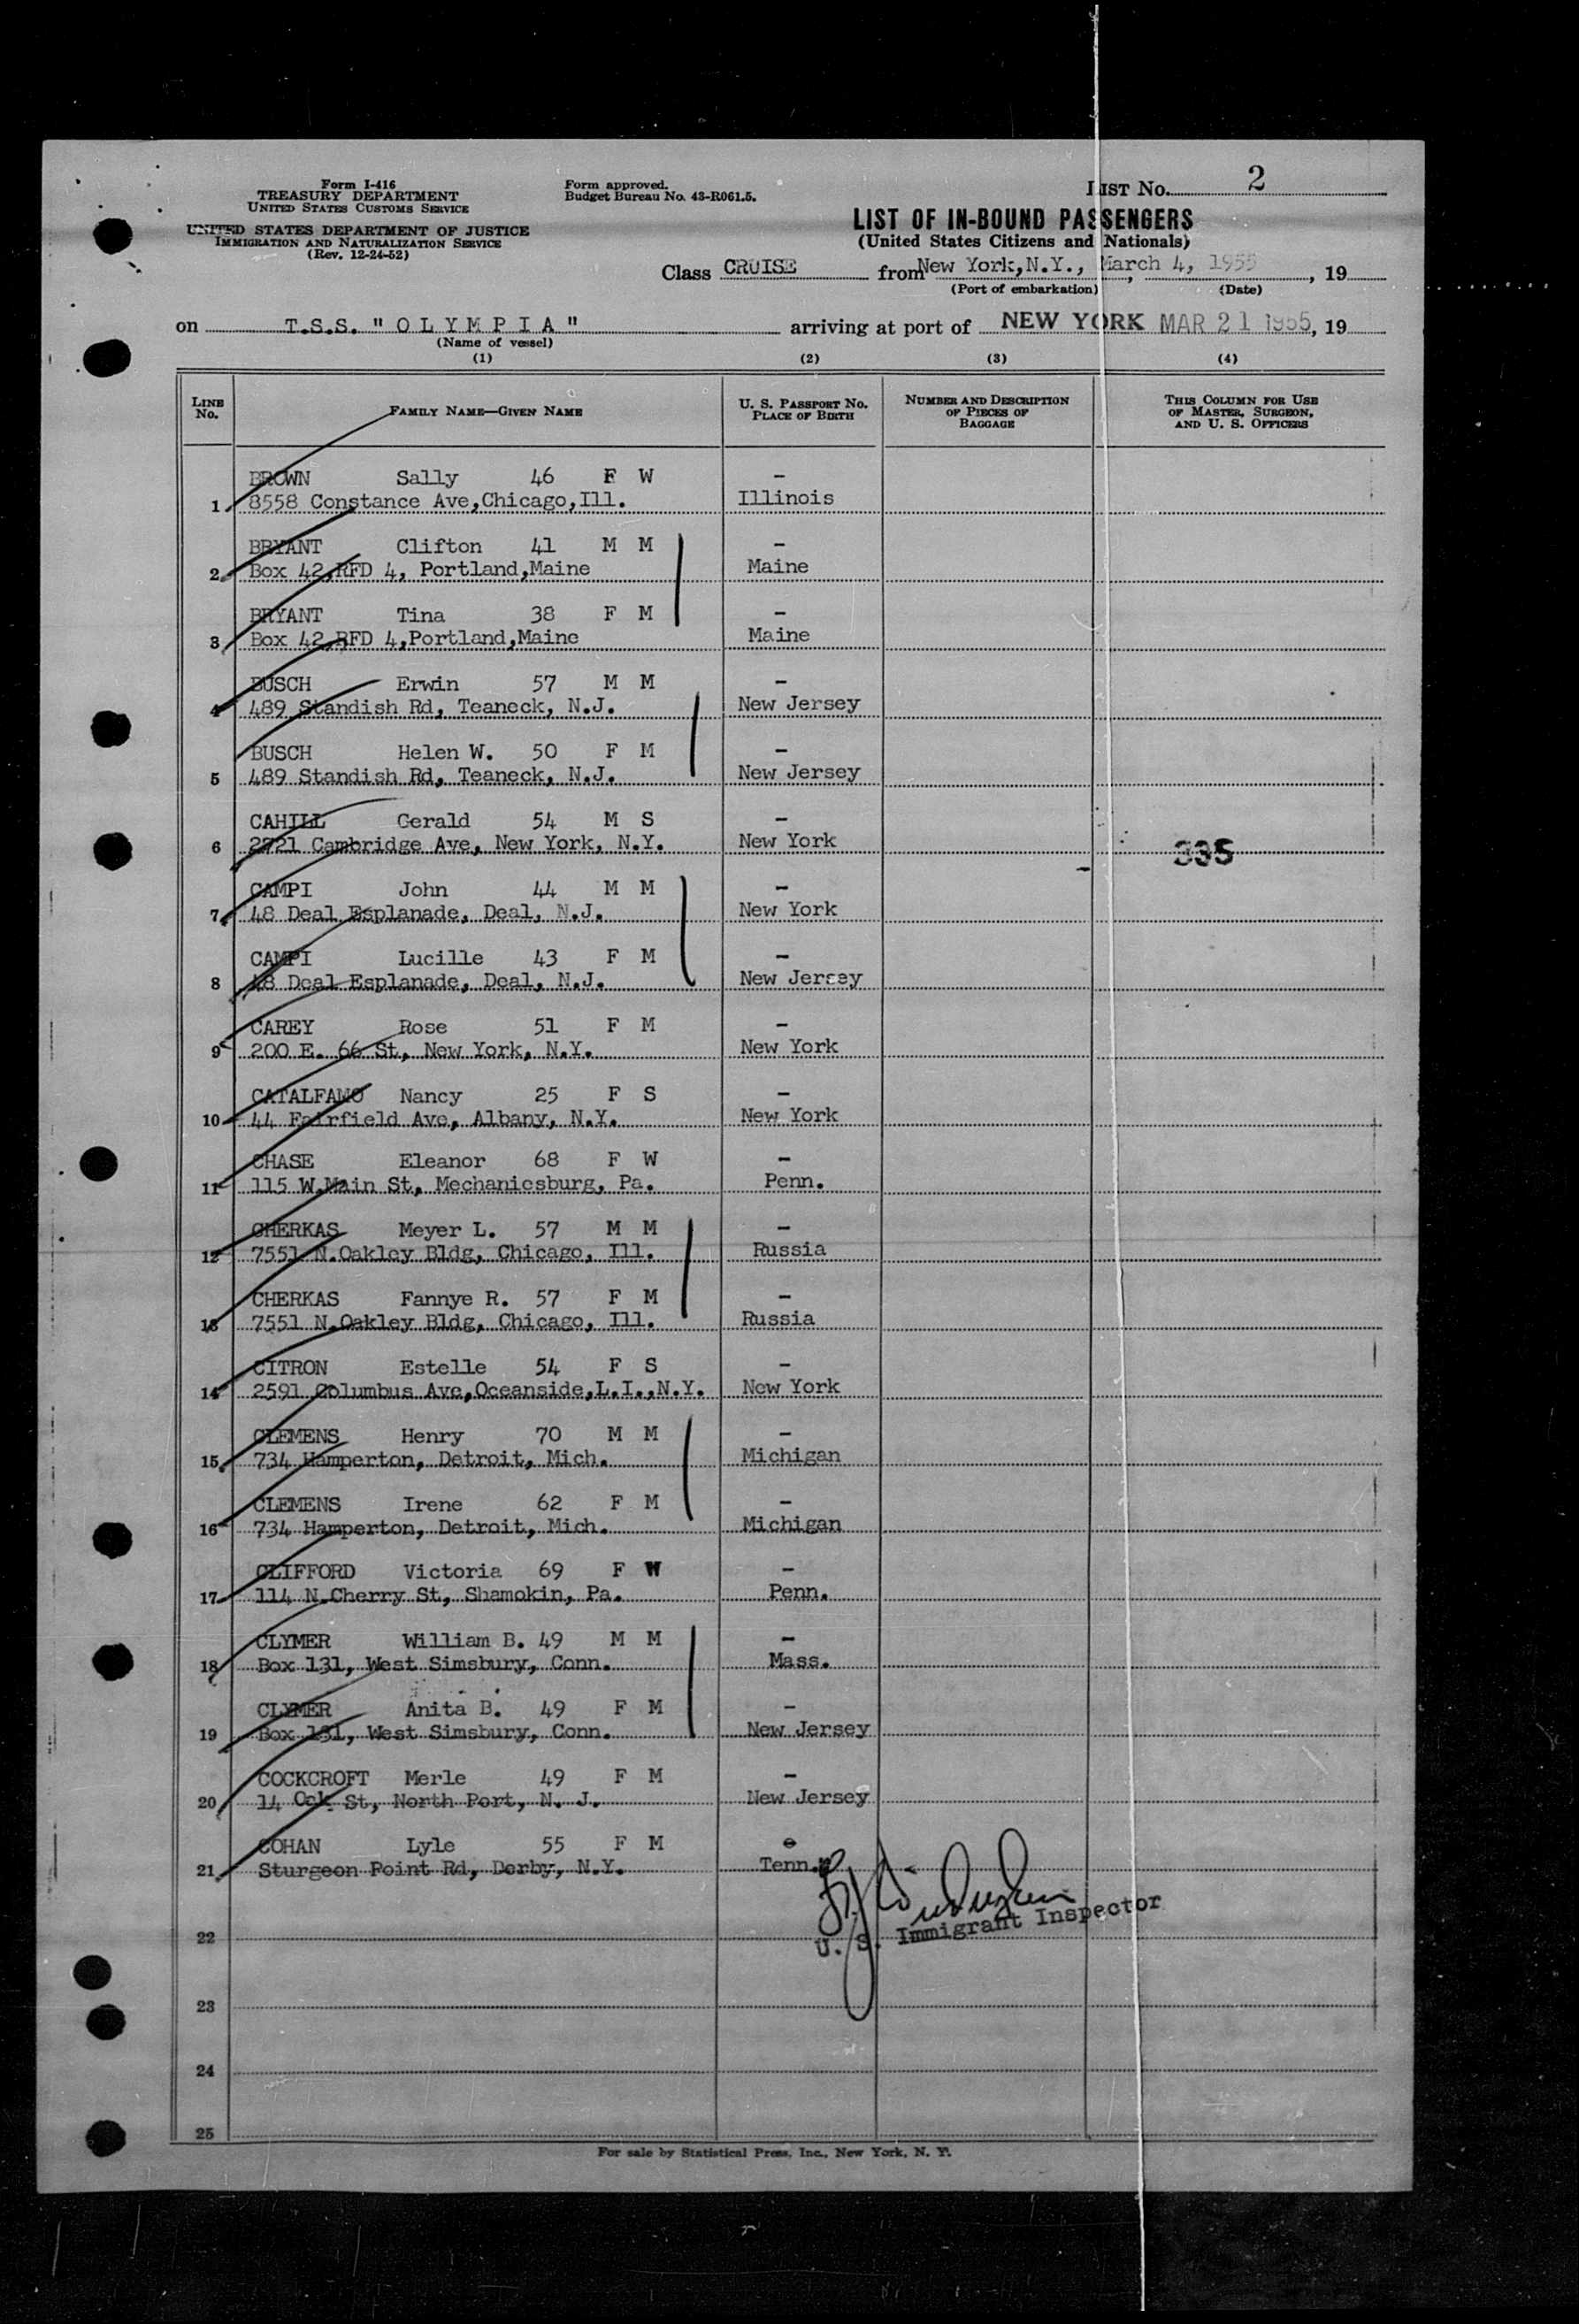 Form I-416
TREASURY DEPARTMENT
UNITED STATES CUSTOMS SERVICE
UNITED STATES DEPARTMENT OF JUSTICE
IMMIGRATION AND NATURALIZATION SERVICE
(Rev. 12-24-52)
Form approved.
Budget Bureau No. 43-R061.5.
LIST No. 2
LIST OF IN-BOUND PASSENGERS
(United States Citizens and Nationals)
Class CRUISE from New York, N.Y., March 4, 1955, 19
(Port of embarkation) (Date)
on T.S.S. "OLYMPIA" arriving at port of NEW YORK MAR 21 1955, 19
(Name of vessel)
(1) (2) (3) (4)
LINE No. FAMILY NAME—GIVEN NAME U. S. PASSPORT No. PLACE OF BIRTH NUMBER AND DESCRIPTION OF PIECES OF BAGGAGE THIS COLUMN FOR USE OF MASTER, SURGEON, AND U. S. OFFICERS
BROWN Sally 46 F W -
1 8558 Constance Ave,Chicago,Ill. Illinois
BRYANT Clifton 41 M M -
2 Box 42,RFD 4, Portland,Maine Maine
BRYANT Tina 38 F M -
3 Box 42,RFD 4,Portland,Maine Maine
BUSCH Erwin 57 M M -
4 489 Standish Rd, Teaneck, N.J. New Jersey
BUSCH Helen W. 50 F M -
5 489 Standish Rd, Teaneck, N.J. New Jersey
CAHILL Gerald 54 M S -
6 2721 Cambridge Ave, New York, N.Y. New York 335
CAMPI John 44 M M -
7 48 Deal Esplanade, Deal, N.J. New York
CAMPI Lucille 43 F M -
8 48 Deal Esplanade, Deal, N.J. New Jersey
CAREY Rose 51 F M -
9 200 E. 66 St, New York, N.Y. New York
CATALFAMO Nancy 25 F S -
10 44 Fairfield Ave, Albany, N.Y. New York
CHASE Eleanor 68 F W -
11 115 W.Main St, Mechanicsburg, Pa. Penn.
CHERKAS Meyer L. 57 M M -
12 7551 N.Oakley Bldg, Chicago, Ill. Russia
CHERKAS Fannye R. 57 F M -
13 7551 N.Oakley Bldg, Chicago, Ill. Russia
CITRON Estelle 54 F S -
14 2591 Columbus Ave,Oceanside,L.I.,N.Y. New York
CLEMENS Henry 70 M M -
15 734 Hamperton, Detroit, Mich. Michigan
CLEMENS Irene 62 F M -
16 734 Hamperton, Detroit, Mich. Michigan
CLIFFORD Victoria 69 F W -
17 114 N.Cherry St, Shamokin, Pa. Penn.
CLYMER William B. 49 M M -
18 Box 131, West Simsbury, Conn. Mass.
CLYMER Anita B. 49 F M -
19 Box 131, West Simsbury, Conn. New Jersey
COCKCROFT Merle 49 F M -
20 14 Oak St, North Port, N. J. New Jersey
COHAN Lyle 55 F M
21 Sturgeon Point Rd, Derby, N.Y. Tenn.
U. S. Immigrant Inspector
22
23
24
25
For sale by Statistical Press, Inc., New York, N. Y.